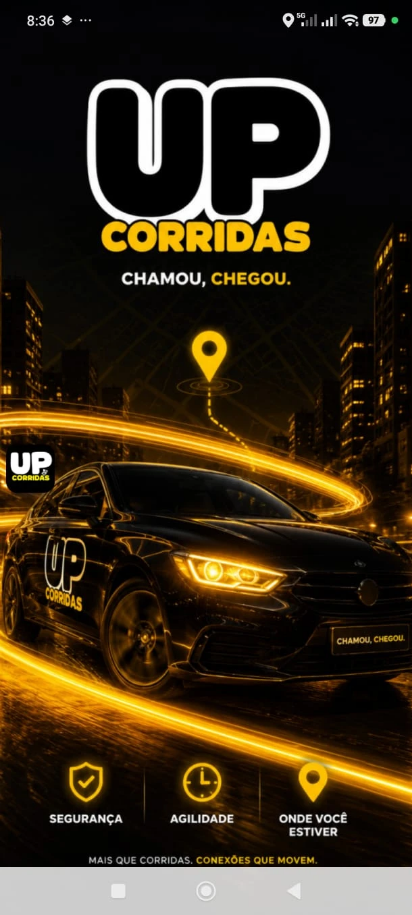 8:36
5G
97
UP
CORRIDAS
CHAMOU, CHEGOU.
UP
CORRIDAS
UP
CORRIDAS
CHAMOU, CHEGOU.
SEGURANÇA
AGILIDADE
ONDE VOCÊ
ESTIVER
MAIS QUE CORRIDAS. CONEXÕES QUE MOVEM.